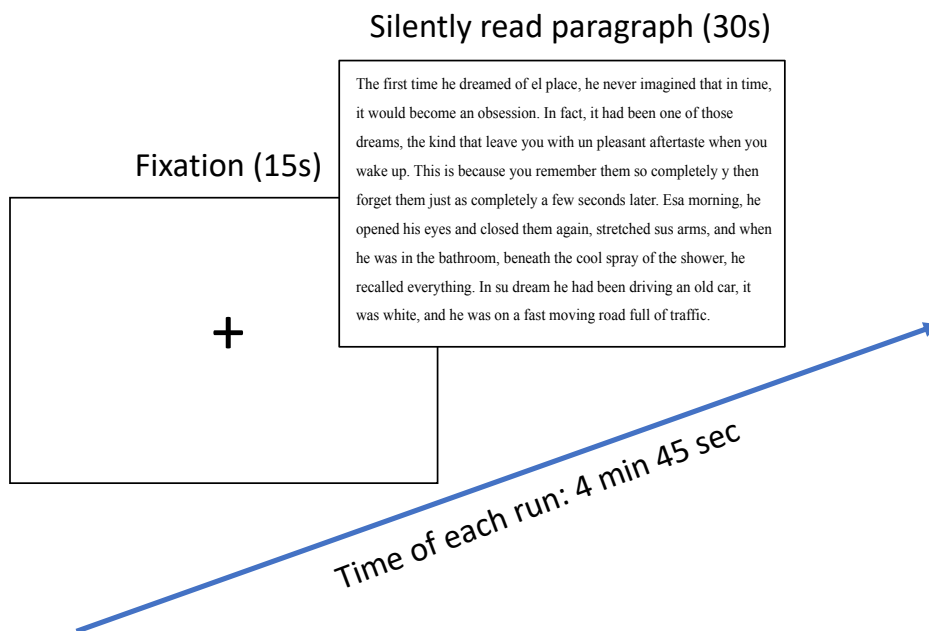 Silently read paragraph (30s)
The first time he dreamed of el place, he never imagined that in time,
it would become an obsession. In fact, it had been one of those
dreams, the kind that leave you with un pleasant aftertaste when you
wake up. This is because you remember them so completely y then
forget them just as completely a few seconds later. Esa morning, he
opened his eyes and closed them again, stretched sus arms, and when
he was in the bathroom, beneath the cool spray of the shower, he
recalled everything. In su dream he had been driving an old car, it
was white, and he was on a fast moving road full of traffic.
Fixation (15s)
+
Time of each run: 4 min 45 sec